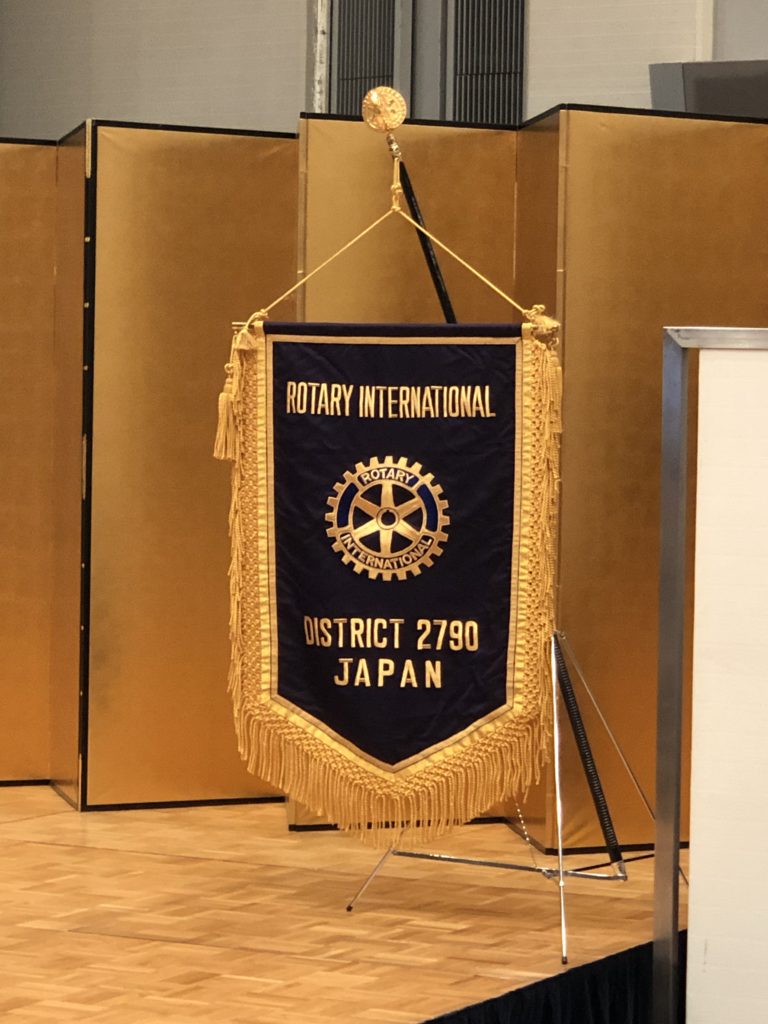 ROTARY INTERNATIONAL
ROTARY
INTERNATIONAL
DISTRICT 2790
JAPAN